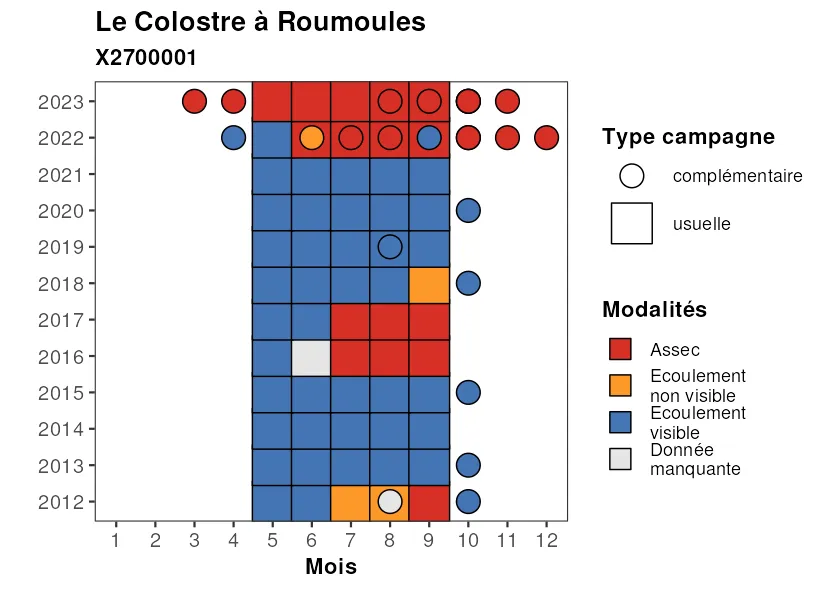 Le Colostre à Roumoules
X2700001
2023
2022
2021
2020
2019
2018
2017
2016
2015
2014
2013
2012
1 2 3 4 5 6 7 8 9 10 11 12
Mois
Type campagne
complémentaire
usuelle
Modalités
Assec
Ecoulement
non visible
Ecoulement
visible
Donnée
manquante